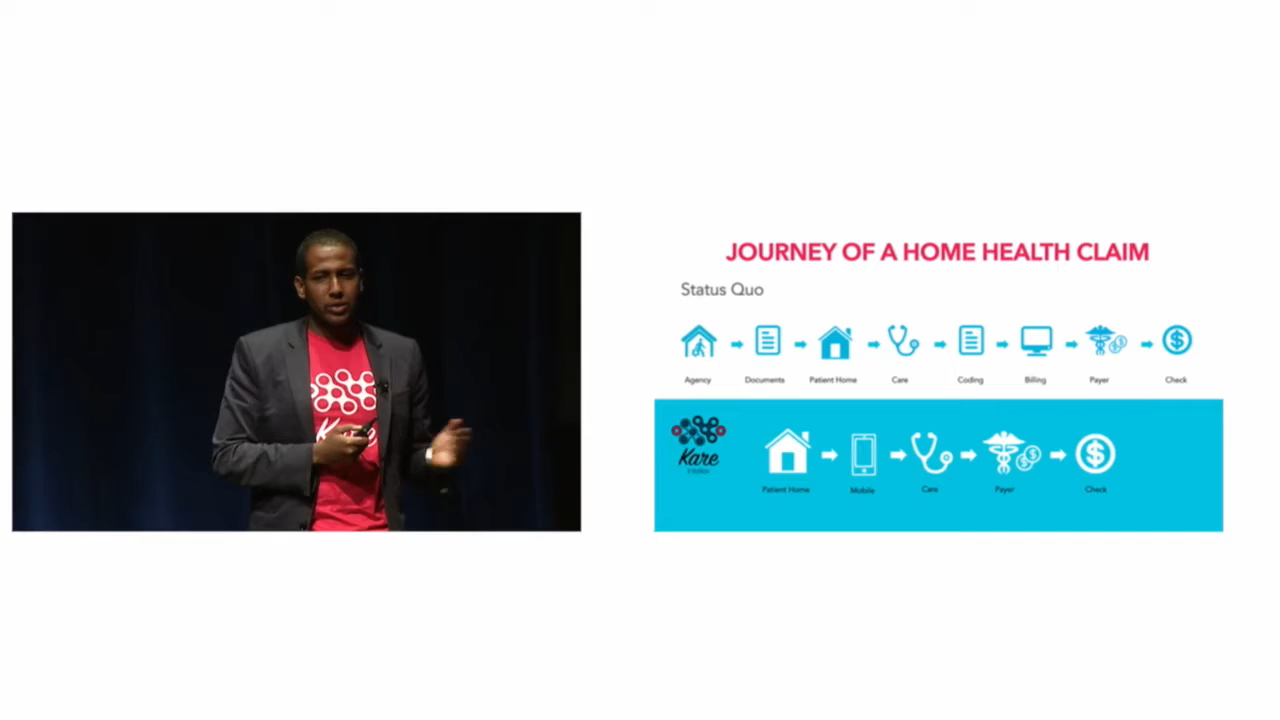 Kare
JOURNEY OF A HOME HEALTH CLAIM
Status Quo
Agency Documents Patient Home Care Coding Billing Payer Check
Kare
Patient Home Mobile Care Payer Check